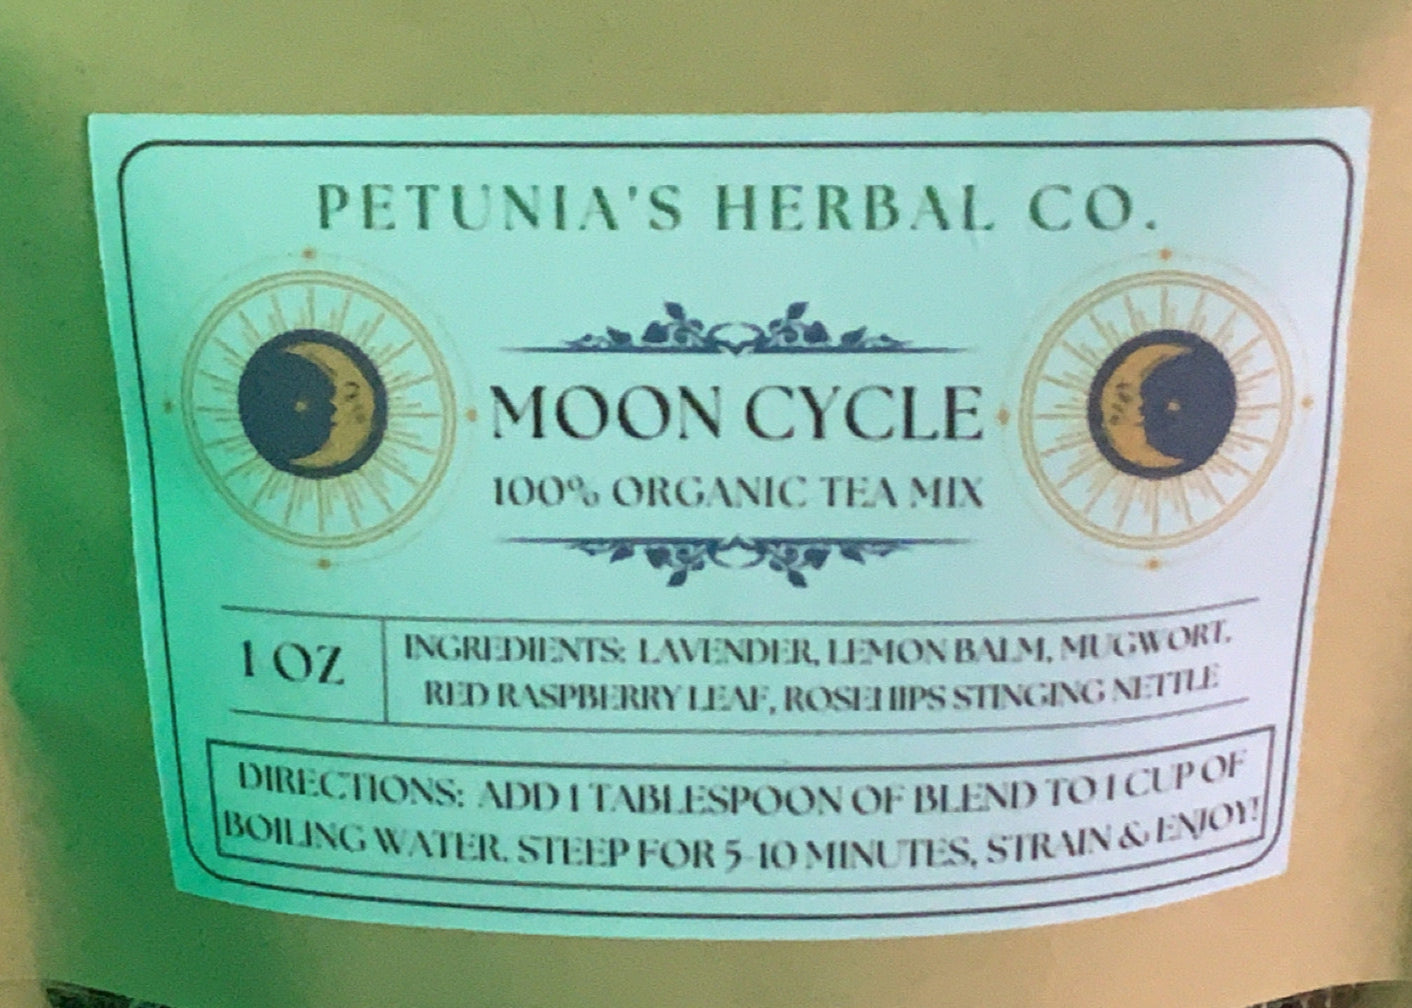 PETUNIA'S HERBAL CO.
MOON CYCLE
100% ORGANIC TEA MIX
1 OZ
INGREDIENTS: LAVENDER, LEMON BALM, MUGWORT,
RED RASPBERRY LEAF, ROSEHIPS STINGING NETTLE
DIRECTIONS: ADD 1 TABLESPOON OF BLEND TO 1 CUP OF
BOILING WATER. STEEP FOR 5-10 MINUTES, STRAIN & ENJOY!